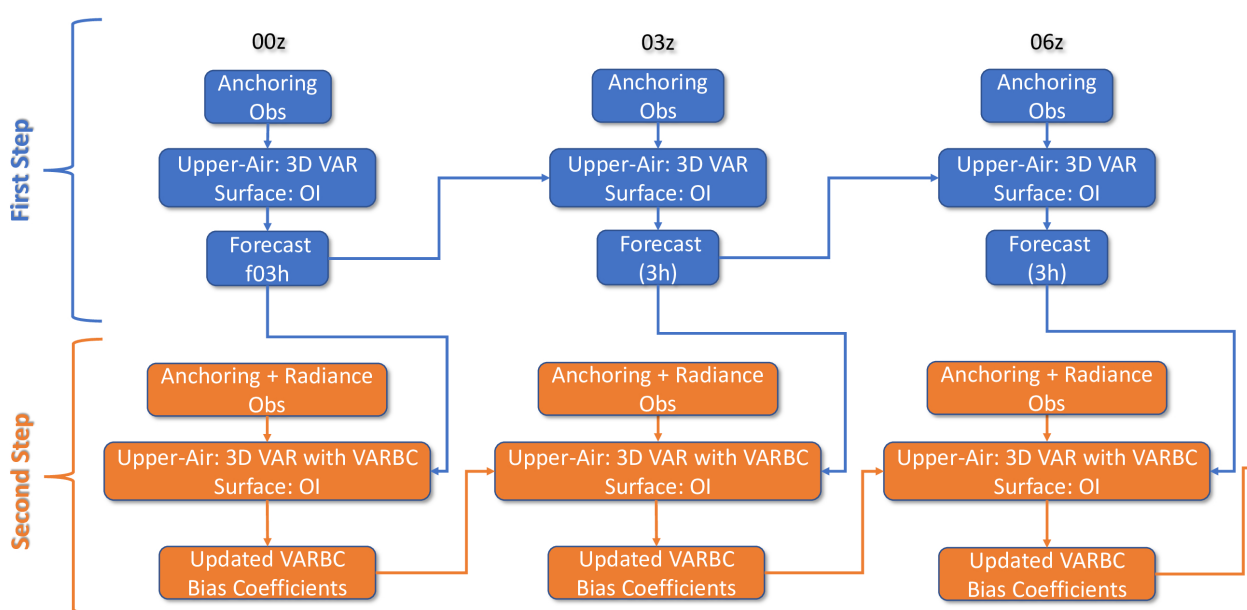 First Step
00z
03z
06z
Anchoring
Obs
Anchoring
Obs
Anchoring
Obs
Upper-Air: 3D VAR
Surface: OI
Upper-Air: 3D VAR
Surface: OI
Upper-Air: 3D VAR
Surface: OI
Forecast
f03h
Forecast
(3h)
Forecast
(3h)
Second Step
Anchoring + Radiance
Obs
Anchoring + Radiance
Obs
Anchoring + Radiance
Obs
Upper-Air: 3D VAR with VARBC
Surface: OI
Upper-Air: 3D VAR with VARBC
Surface: OI
Upper-Air: 3D VAR with VARBC
Surface: OI
Updated VARBC
Bias Coefficients
Updated VARBC
Bias Coefficients
Updated VARBC
Bias Coefficients